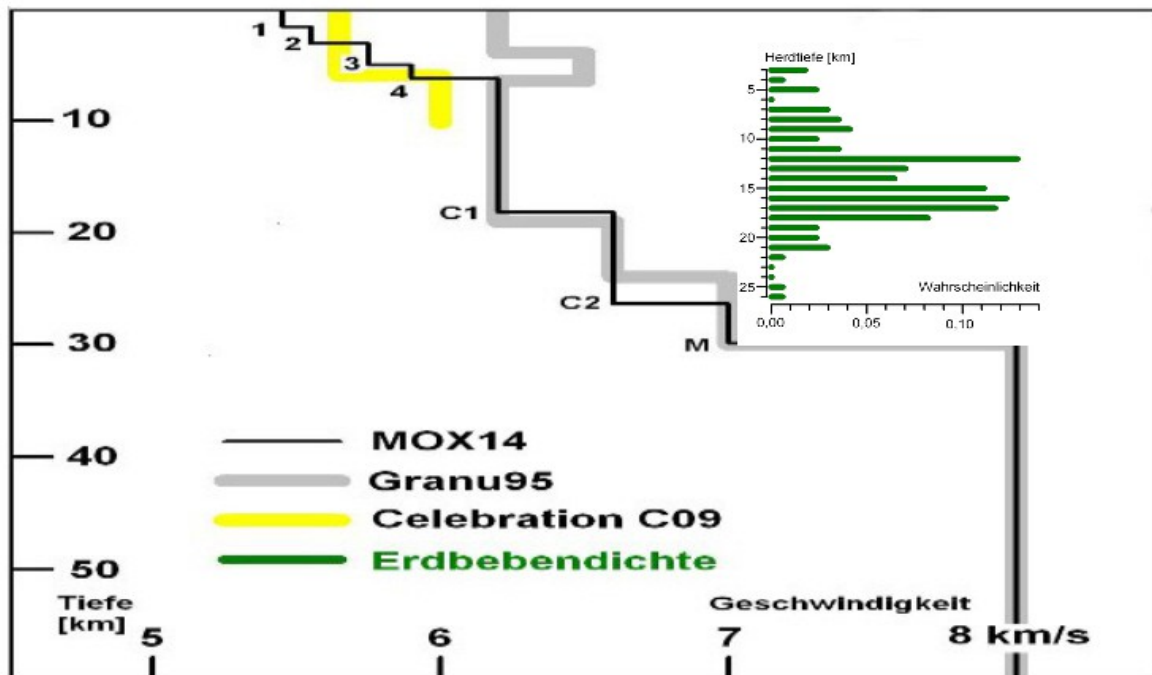 1
2
3
4
10
C1
20
C2
30
M
40
50
Herdtiefe [km]
5
10
15
20
25
Wahrscheinlichkeit
0,00 0,05 0,10
MOX14
Granu95
Celebration C09
Erdbebendichte
Tiefe
[km]
Geschwindigkeit
5 6 7 8 km/s